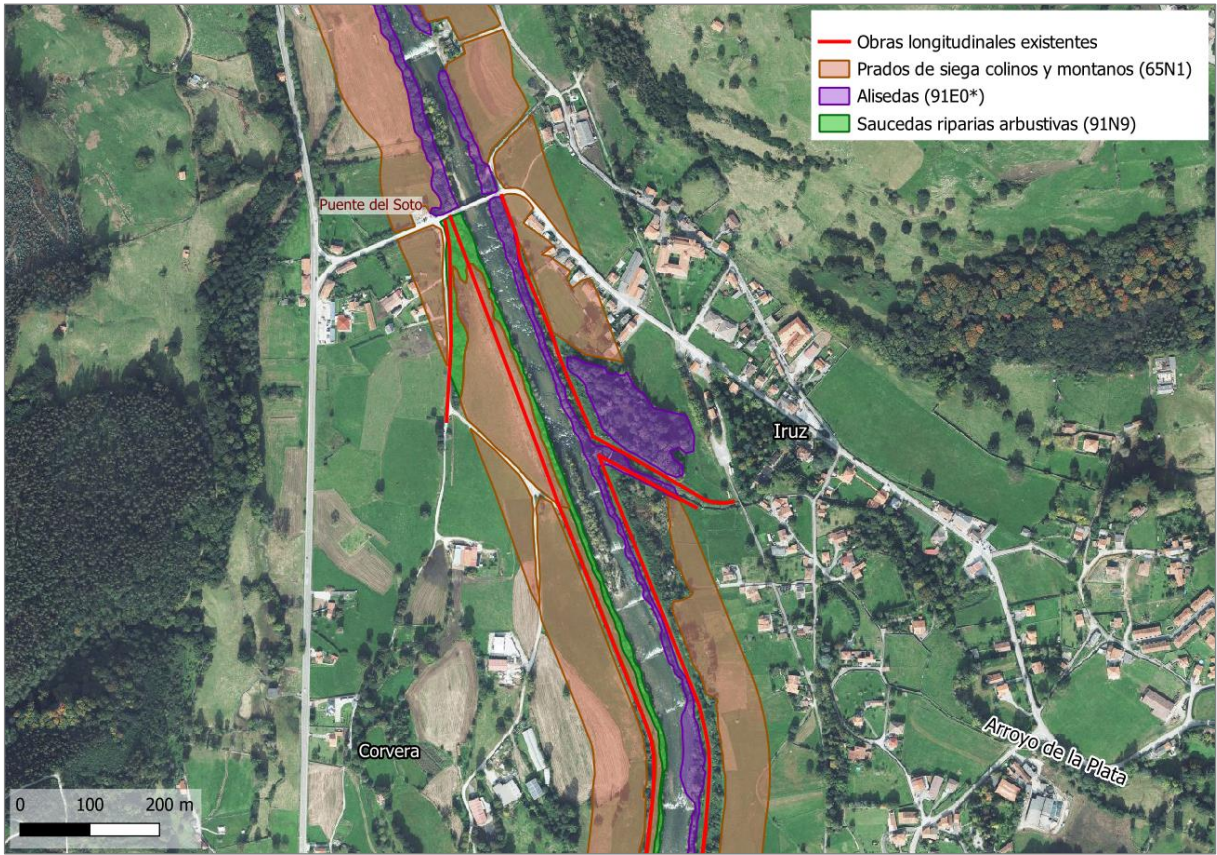 Obras longitudinales existentes
Prados de siega colinos y montanos (65N1)
Alisedas (91E0*)
Saucedas riparias arbustivas (91N9)
Puente del Soto
Iruz
Corvera
Arroyo de la Plata
0 100 200 m